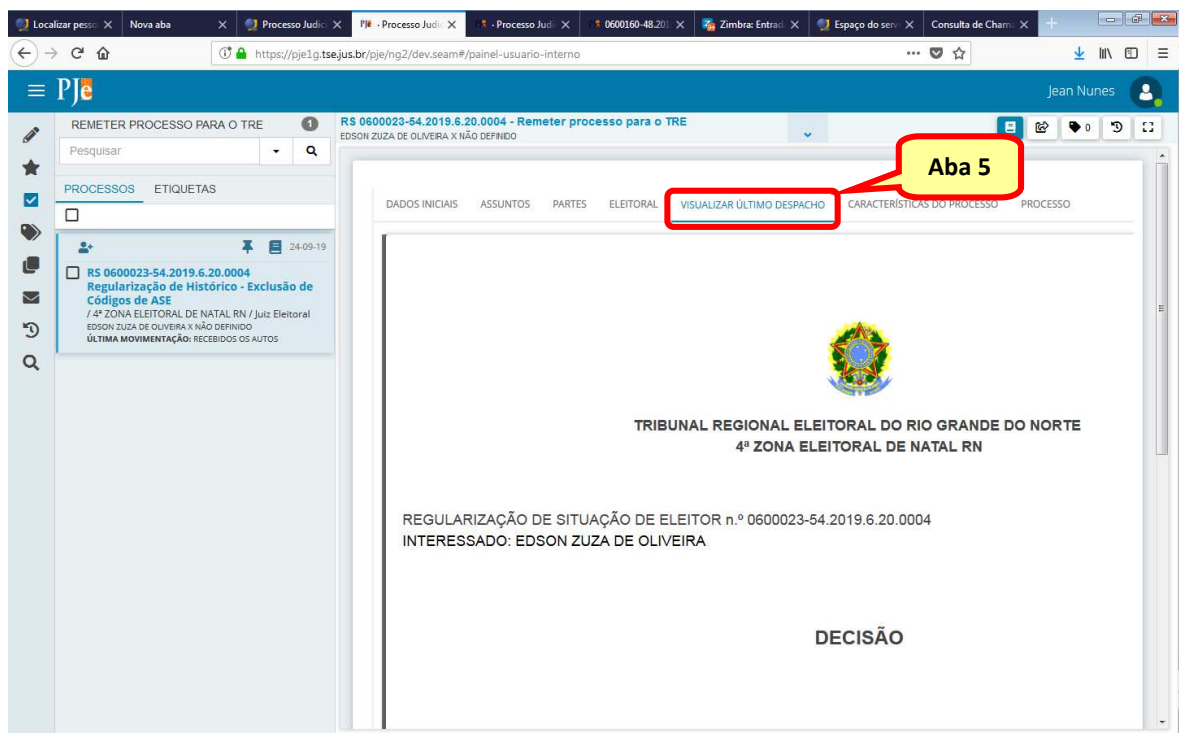 Localizar pesso
Nova aba
Processo Judici
PJe · Processo Judic
· Processo Judi
0600160-48.201
Zimbra: Entrad
Espaço do serv
Consulta de Cham
https://pje1g.tse.jus.br/pje/ng2/dev.seam#/painel-usuario-interno
PJe
Jean Nunes
REMETER PROCESSO PARA O TRE 1
Pesquisar
PROCESSOS ETIQUETAS
24-09-19
RS 0600023-54.2019.6.20.0004
Regularização de Histórico - Exclusão de
Códigos de ASE
/ 4ª ZONA ELEITORAL DE NATAL RN / Juiz Eleitoral
EDSON ZUZA DE OLIVEIRA X NÃO DEFINIDO
ÚLTIMA MOVIMENTAÇÃO: RECEBIDOS OS AUTOS
RS 0600023-54.2019.6.20.0004 - Remeter processo para o TRE
EDSON ZUZA DE OLIVEIRA X NÃO DEFINIDO
0
Aba 5
DADOS INICIAIS ASSUNTOS PARTES ELEITORAL VISUALIZAR ÚLTIMO DESPACHO CARACTERÍSTICAS DO PROCESSO PROCESSO
TRIBUNAL REGIONAL ELEITORAL DO RIO GRANDE DO NORTE
4ª ZONA ELEITORAL DE NATAL RN
REGULARIZAÇÃO DE SITUAÇÃO DE ELEITOR n.º 0600023-54.2019.6.20.0004
INTERESSADO: EDSON ZUZA DE OLIVEIRA
DECISÃO